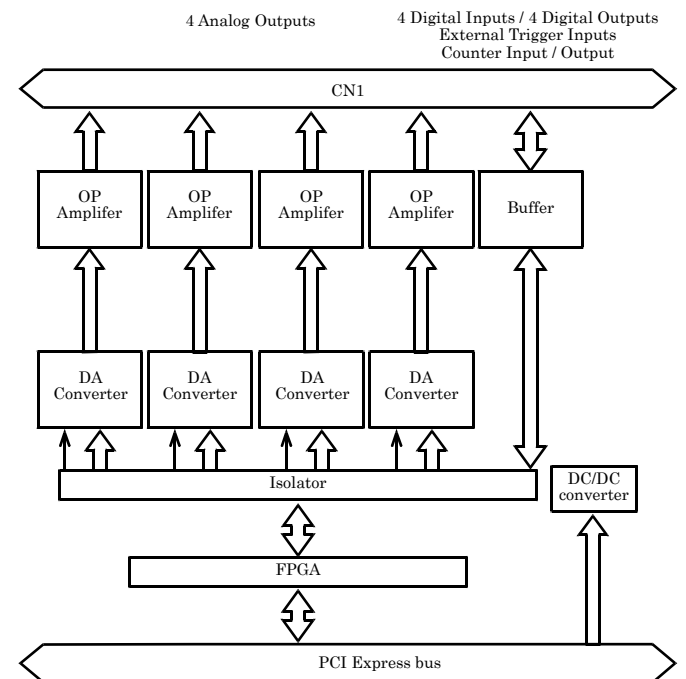 4 Analog Outputs
4 Digital Inputs / 4 Digital Outputs
External Trigger Inputs
Counter Input / Output
CN1
OP
Amplifer
OP
Amplifer
OP
Amplifer
OP
Amplifer
Buffer
DA
Converter
DA
Converter
DA
Converter
DA
Converter
Isolator
DC/DC
converter
FPGA
PCI Express bus